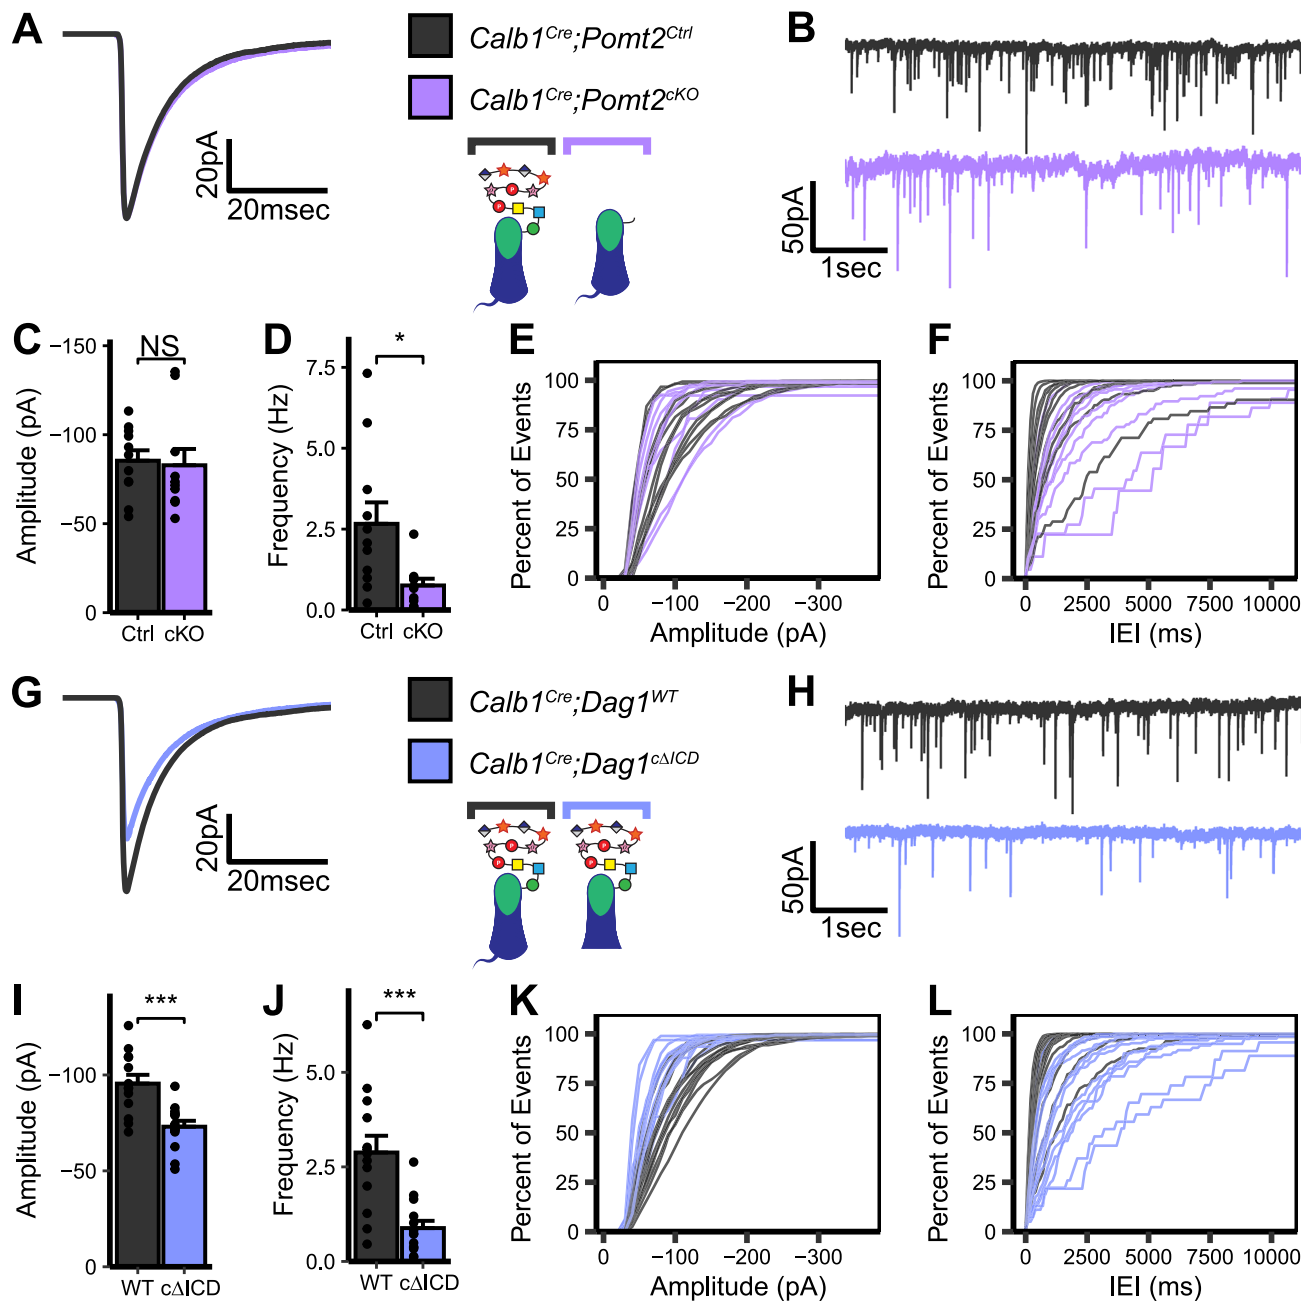 A
Calb1Cre;Pomt2Ctrl
Calb1Cre;Pomt2cKO
20pA
20msec
P
P
B
50pA
1sec
C
NS
−150
−100
−50
0
Amplitude (pA)
Ctrl cKO
D
*
7.5
5.0
2.5
0.0
Frequency (Hz)
Ctrl cKO
E
100
75
50
25
0
Percent of Events
0 −100 −200 −300
Amplitude (pA)
F
100
75
50
25
0
Percent of Events
0 2500 5000 7500 10000
IEI (ms)
G
Calb1Cre;Dag1WT
Calb1Cre;Dag1cΔICD
20pA
20msec
P P
P P
H
50pA
1sec
I
***
−100
−50
0
Amplitude (pA)
WT cΔICD
J
***
5.0
2.5
0.0
Frequency (Hz)
WT cΔICD
K
100
75
50
25
0
Percent of Events
0 −100 −200 −300
Amplitude (pA)
L
100
75
50
25
0
Percent of Events
0 2500 5000 7500 10000
IEI (ms)